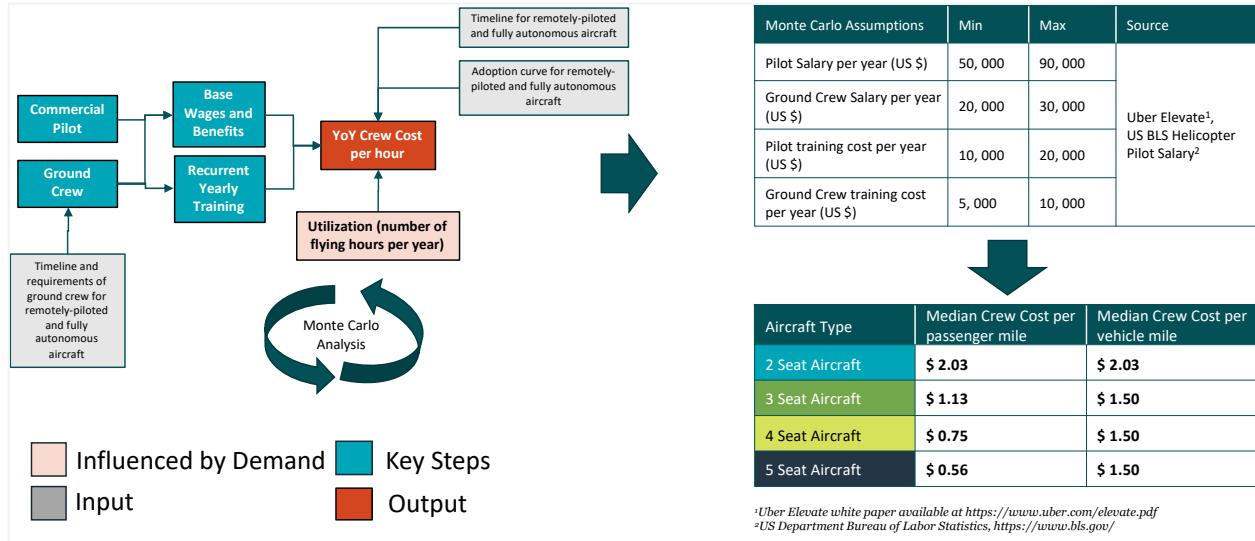 Timeline for remotely-piloted
and fully autonomous aircraft
Adoption curve for remotely-
piloted and fully autonomous
aircraft
Commercial
Pilot
Base
Wages and
Benefits
YoY Crew Cost
per hour
Ground
Crew
Recurrent
Yearly
Training
Utilization (number of
flying hours per year)
Timeline and
requirements of
ground crew for
remotely-piloted
and fully
autonomous
aircraft
Monte Carlo
Analysis
Influenced by Demand
Key Steps
Input
Output
Monte Carlo Assumptions Min Max Source
Pilot Salary per year (US $) 50, 000 90, 000
Ground Crew Salary per year
(US $) 20, 000 30, 000
Pilot training cost per year
(US $) 10, 000 20, 000
Ground Crew training cost
per year (US $) 5, 000 10, 000
Uber Elevate¹,
US BLS Helicopter
Pilot Salary²
Aircraft Type Median Crew Cost per
passenger mile Median Crew Cost per
vehicle mile
2 Seat Aircraft $ 2.03 $ 2.03
3 Seat Aircraft $ 1.13 $ 1.50
4 Seat Aircraft $ 0.75 $ 1.50
5 Seat Aircraft $ 0.56 $ 1.50
¹Uber Elevate white paper available at https://www.uber.com/elevate.pdf
²US Department Bureau of Labor Statistics, https://www.bls.gov/